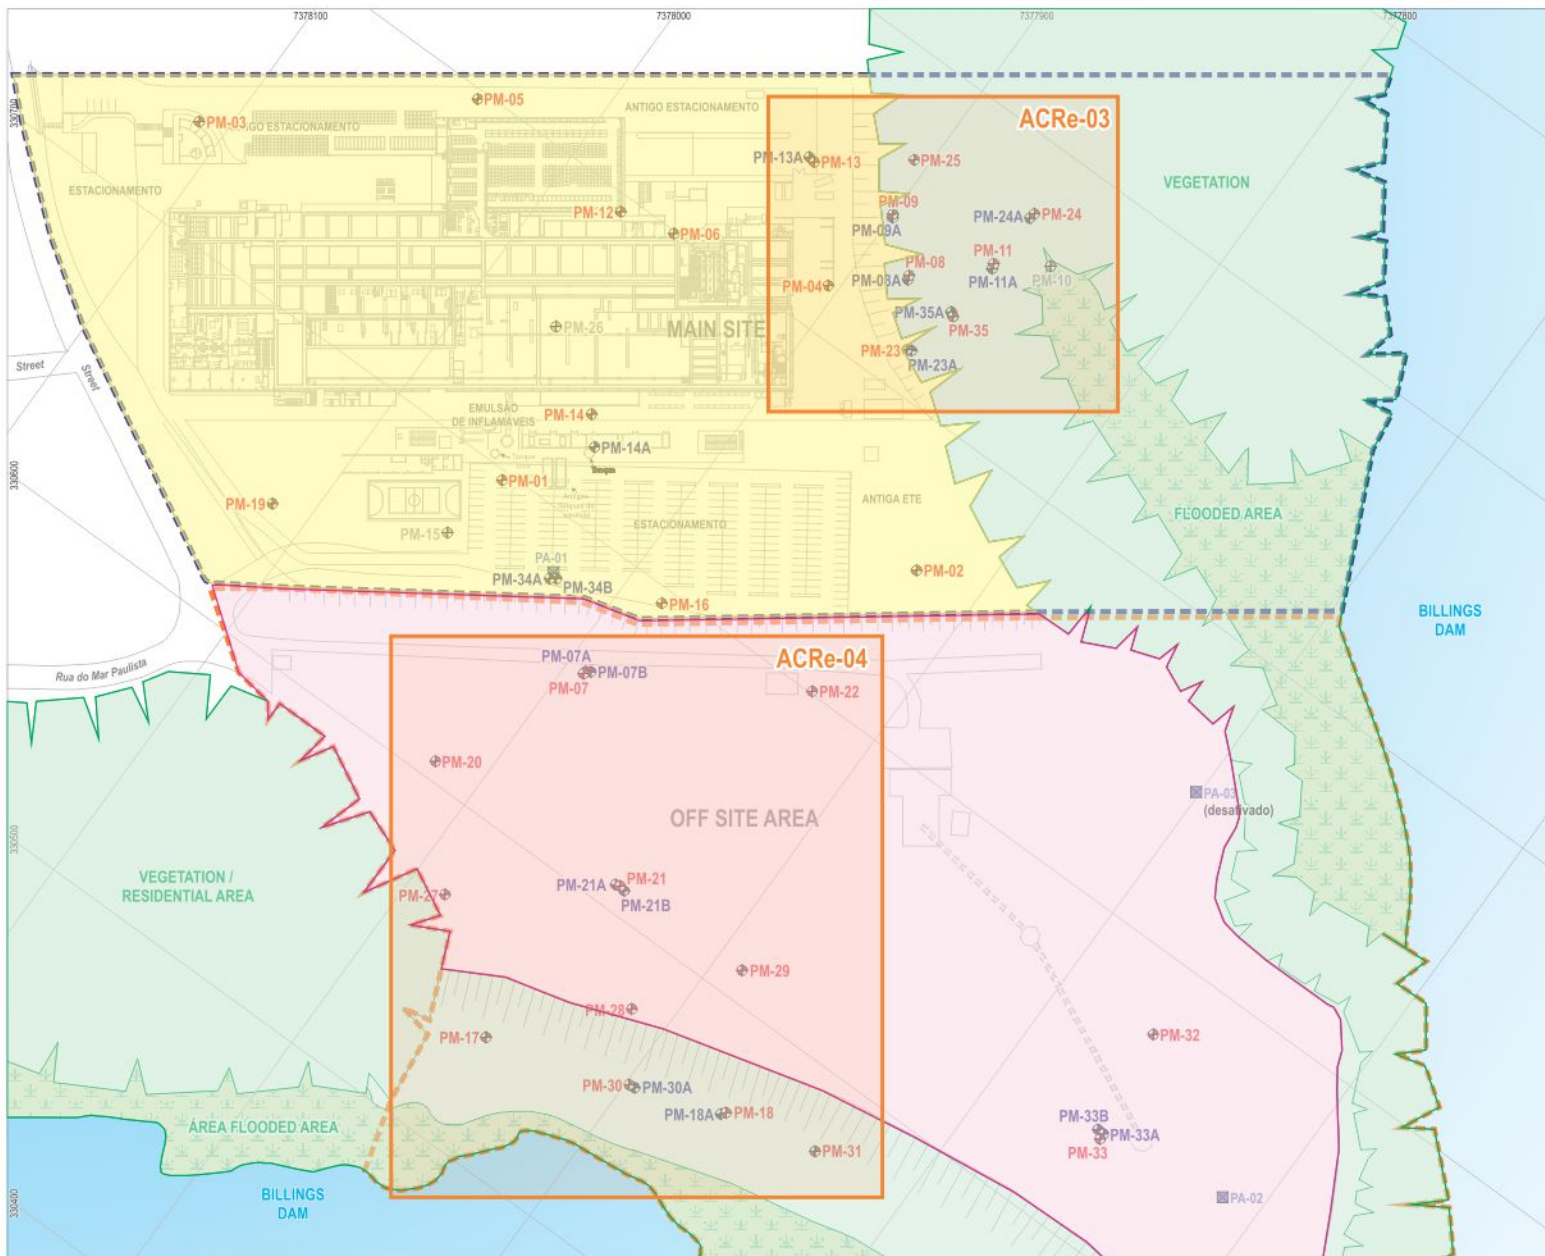 7378100
7378000
7377900
7377800
330700
PM-05
ANTIGO ESTACIONAMENTO
PM-03
ESTACIONAMENTO
ACRe-03
PM-13A
PM-13
PM-25
ESTACIONAMENTO
VEGETATION
PM-12
PM-09
PM-24A
PM-24
PM-06
PM-09A
PM-11
PM-08
PM-08A
PM-11A
PM-10
PM-04
PM-35A
PM-26
MAIN SITE
PM-35
PM-23
PM-23A
Street
Street
EMULSÃO
DE INFLAMÁVEIS
PM-14
PM-14A
330600
PM-01
Tanque
PM-19
ANTIGA ETE
ESTACIONAMENTO
FLOODED AREA
PM-15
PA-01
PM-34A
PM-34B
PM-02
PM-16
BILLINGS
DAM
Rua do Mar Paulista
PM-07A
ACRe-04
PM-07B
PM-07
PM-22
PM-20
PA-03
(desativado)
OFF SITE AREA
330500
VEGETATION /
RESIDENTIAL AREA
PM-27
PM-21A
PM-21
PM-21B
PM-29
PM-28
PM-17
PM-32
PM-30
PM-30A
PM-18A
PM-18
PM-33B
PM-33A
PM-33
ÁREA FLOODED AREA
PM-31
BILLINGS
DAM
PA-02
330400